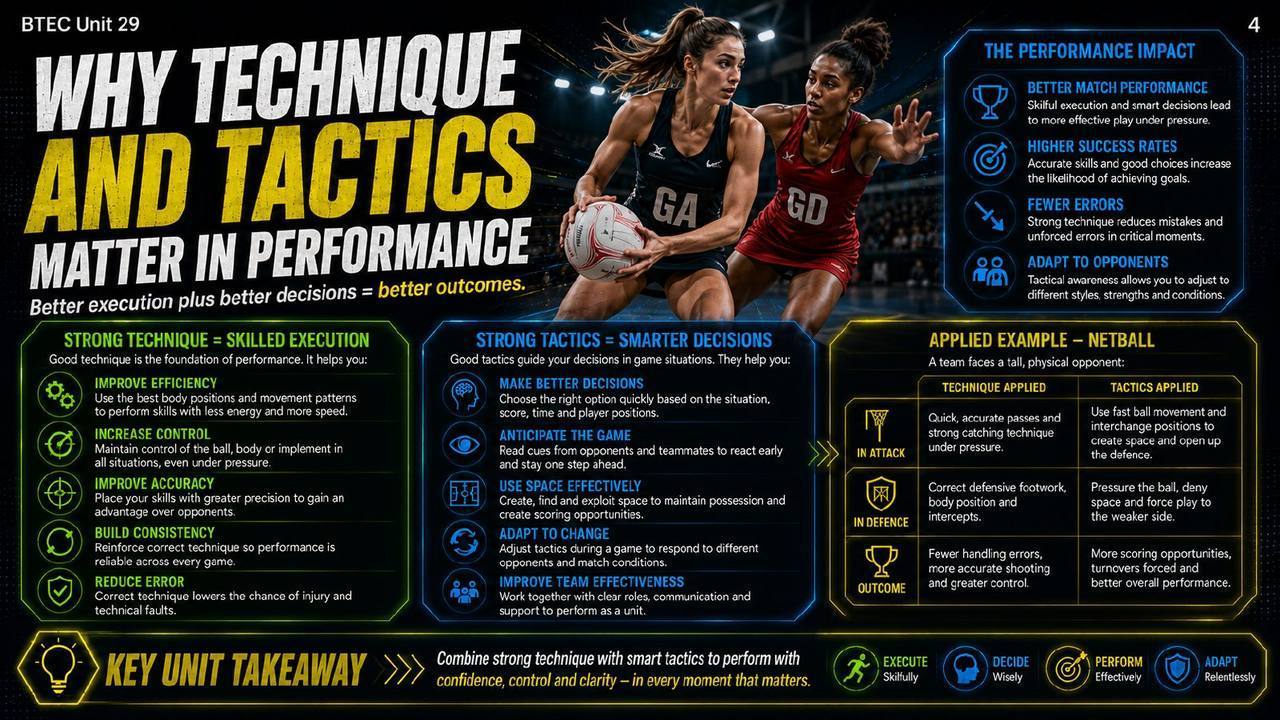 BTEC Unit 29
4
WHY TECHNIQUE
AND TACTICS
MATTER IN PERFORMANCE
Better execution plus better decisions = better outcomes.
GA
GD
THE PERFORMANCE IMPACT
BETTER MATCH PERFORMANCE
Skilful execution and smart decisions lead
to more effective play under pressure.
HIGHER SUCCESS RATES
Accurate skills and good choices increase
the likelihood of achieving goals.
FEWER ERRORS
Strong technique reduces mistakes and
unforced errors in critical moments.
ADAPT TO OPPONENTS
Tactical awareness allows you to adjust to
different styles, strengths and conditions.
STRONG TECHNIQUE = SKILLED EXECUTION
Good technique is the foundation of performance. It helps you:
IMPROVE EFFICIENCY
Use the best body positions and movement patterns
to perform skills with less energy and more speed.
INCREASE CONTROL
Maintain control of the ball, body or implement in
all situations, even under pressure.
IMPROVE ACCURACY
Place your skills with greater precision to gain an
advantage over opponents.
BUILD CONSISTENCY
Reinforce correct technique so performance is
reliable across every game.
REDUCE ERROR
Correct technique lowers the chance of injury and
technical faults.
STRONG TACTICS = SMARTER DECISIONS
Good tactics guide your decisions in game situations. They help you:
MAKE BETTER DECISIONS
Choose the right option quickly based on the situation,
score, time and player positions.
ANTICIPATE THE GAME
Read cues from opponents and teammates to react early
and stay one step ahead.
USE SPACE EFFECTIVELY
Create, find and exploit space to maintain possession and
create scoring opportunities.
ADAPT TO CHANGE
Adjust tactics during a game to respond to different
opponents and match conditions.
IMPROVE TEAM EFFECTIVENESS
Work together with clear roles, communication and
support to perform as a unit.
APPLIED EXAMPLE – NETBALL
A team faces a tall, physical opponent:
TECHNIQUE APPLIED
TACTICS APPLIED
IN ATTACK
Quick, accurate passes and
strong catching technique
under pressure.
Use fast ball movement and
interchange positions to
create space and open up
the defence.
IN DEFENCE
Correct defensive footwork,
body position and
intercepts.
Pressure the ball, deny
space and force play to
the weaker side.
OUTCOME
Fewer handling errors,
more accurate shooting
and greater control.
More scoring opportunities,
turnovers forced and
better overall performance.
KEY UNIT TAKEAWAY
Combine strong technique with smart tactics to perform with
confidence, control and clarity – in every moment that matters.
EXECUTE
Skilfully
DECIDE
Wisely
PERFORM
Effectively
ADAPT
Relentlessly